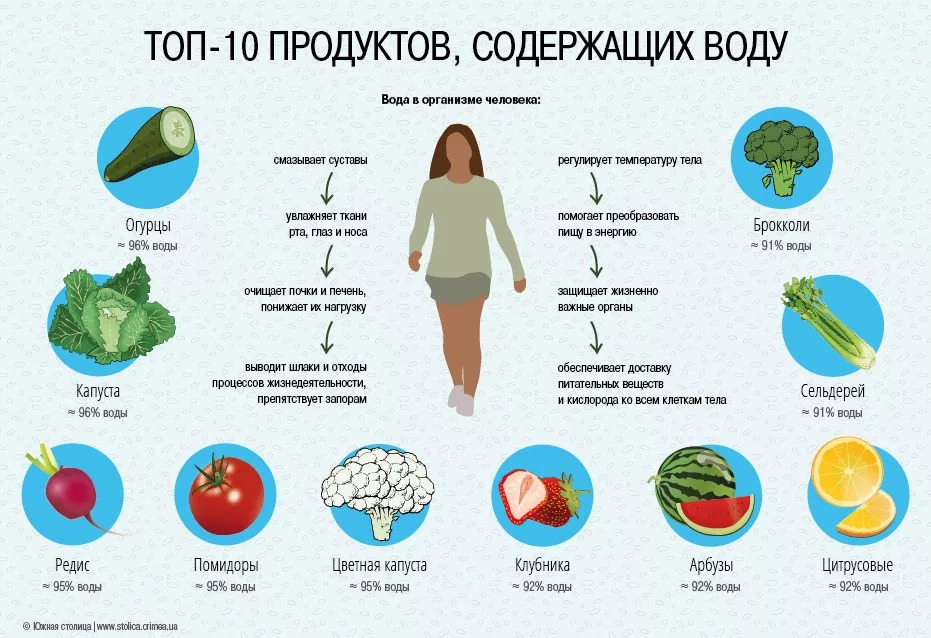 ТОП-10 ПРОДУКТОВ, СОДЕРЖАЩИХ ВОДУ
Вода в организме человека:
смазывает суставы
увлажняет ткани
рта, глаз и носа
очищает почки и печень,
понижает их нагрузку
выводит шлаки и отходы
процессов жизнедеятельности,
препятствует запорам
регулирует температуру тела
помогает преобразовать
пищу в энергию
защищает жизненно
важные органы
обеспечивает доставку
питательных веществ
и кислорода ко всем клеткам тела
Огурцы
≈ 96% воды
Брокколи
≈ 91% воды
Капуста
≈ 96% воды
Сельдерей
≈ 91% воды
Редис
≈ 95% воды
Помидоры
≈ 95% воды
Цветная капуста
≈ 95% воды
Клубника
≈ 92% воды
Арбузы
≈ 92% воды
Цитрусовые
≈ 92% воды
© Южная столица | www.stolica.crimea.ua